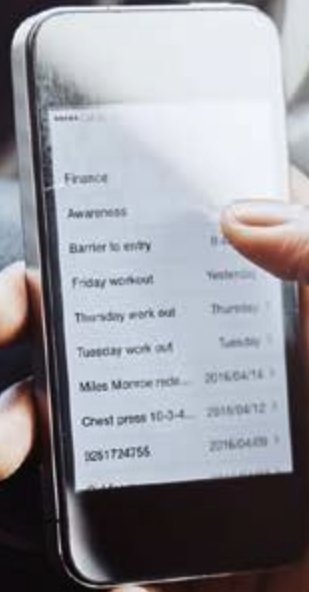 Finance
Awareness
Barrier to entry
Friday workout Yesterday
Thursday work out Thursday
Tuesday work out Tuesday
Miles Monroe rede... 2016/04/14
Chest press 10-3-4... 2016/04/12
9261724755 2016/04/09